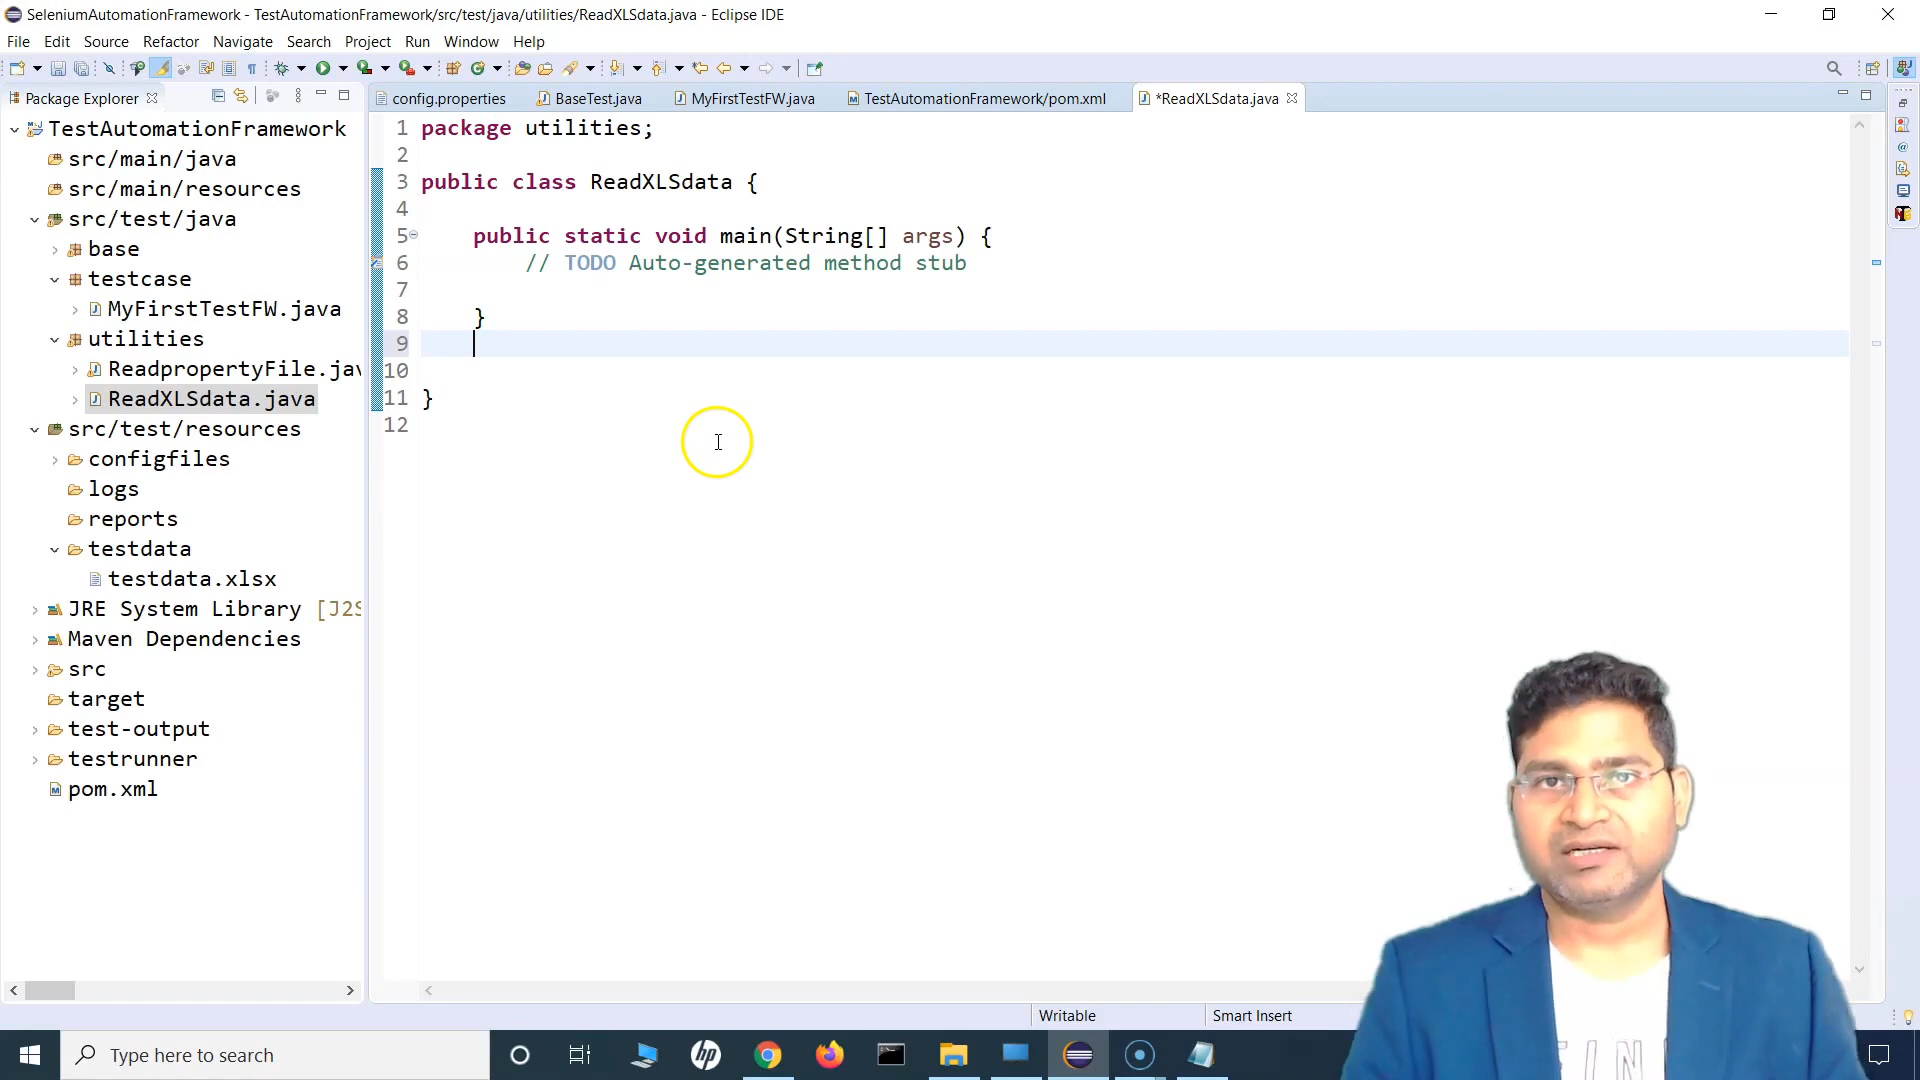 SeleniumAutomationFramework - TestAutomationFramework/src/test/java/utilities/ReadXLSdata.java - Eclipse IDE
File Edit Source Refactor Navigate Search Project Run Window Help
Package Explorer
config.properties BaseTest.java MyFirstTestFW.java TestAutomationFramework/pom.xml *ReadXLSdata.java
TestAutomationFramework
src/main/java
src/main/resources
src/test/java
base
testcase
MyFirstTestFW.java
utilities
ReadpropertyFile.jav
ReadXLSdata.java
src/test/resources
configfiles
logs
reports
testdata
testdata.xlsx
JRE System Library [J2S
Maven Dependencies
src
target
test-output
testrunner
pom.xml
1 package utilities;
2
3 public class ReadXLSdata {
4
5 public static void main(String[] args) {
6 // TODO Auto-generated method stub
7
8 }
9
10
11 }
12
Writable Smart Insert
Type here to search
hp